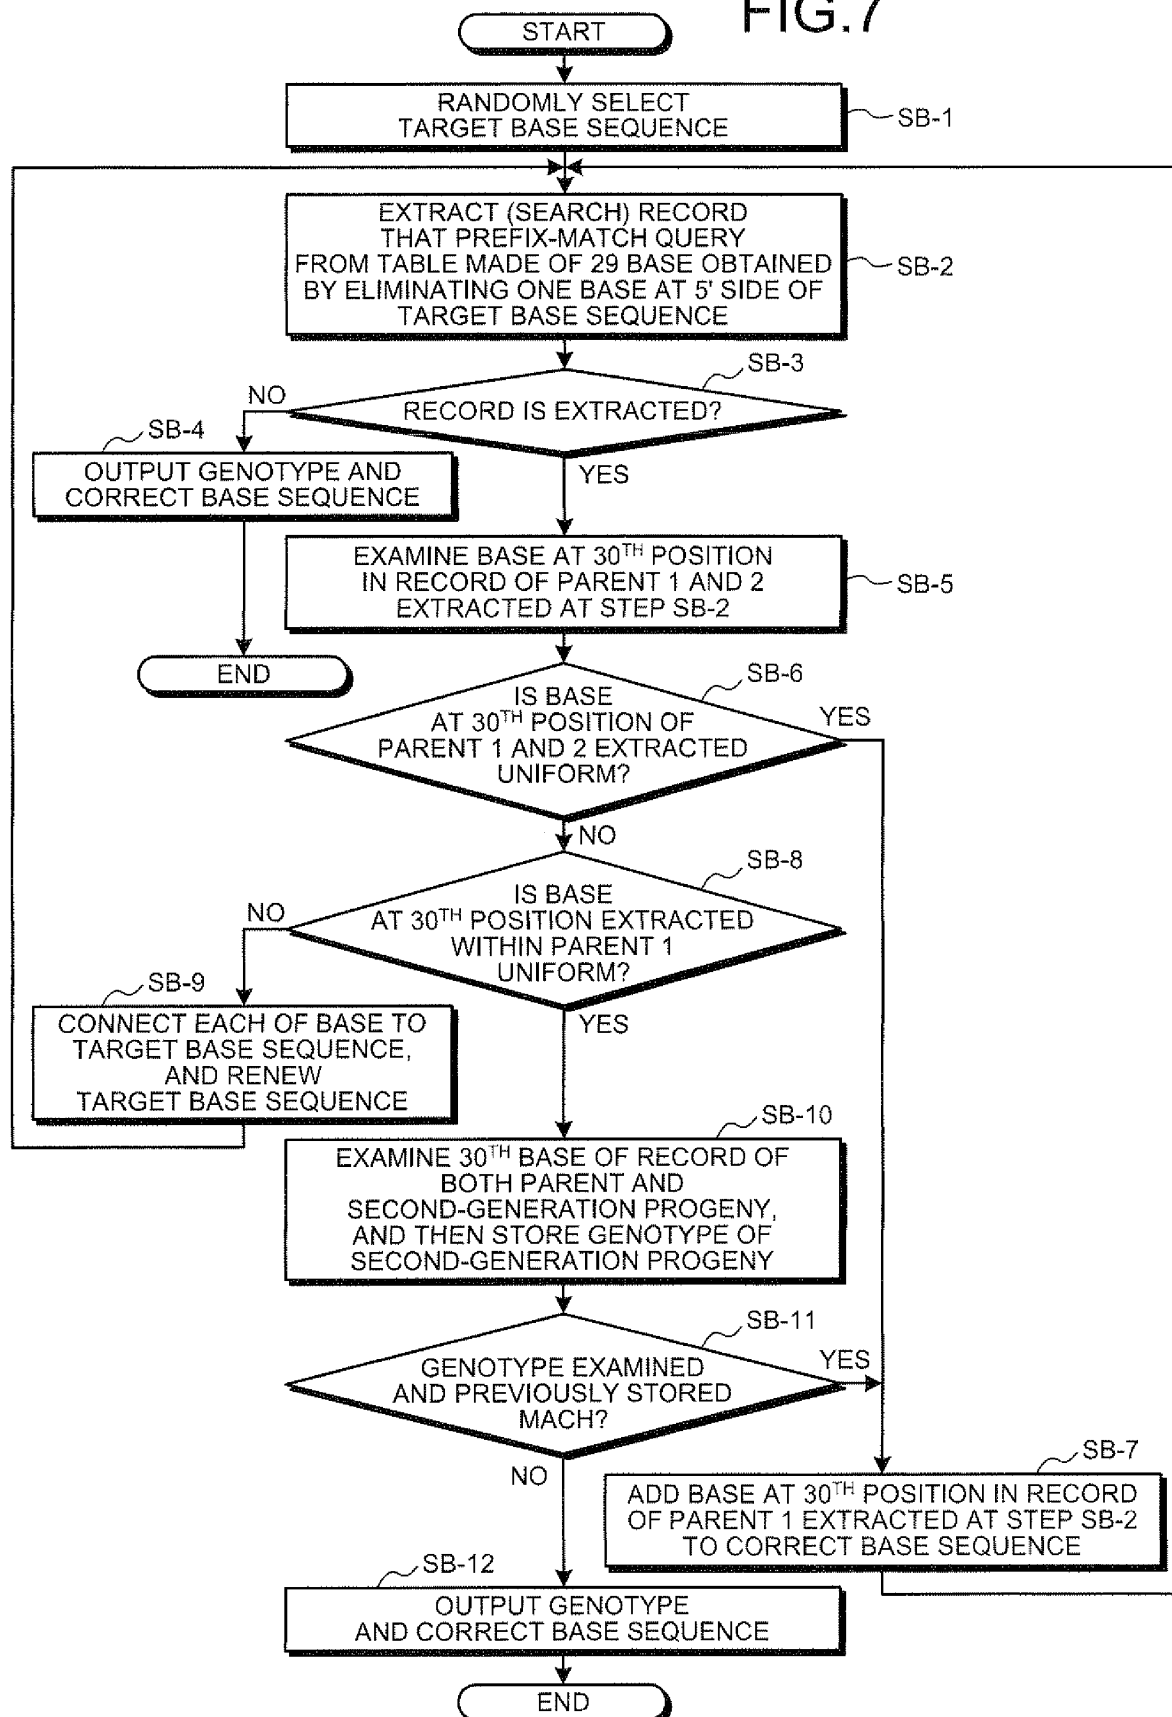 FIG.7
START
RANDOMLY SELECT
TARGET BASE SEQUENCE
SB-1
EXTRACT (SEARCH) RECORD
THAT PREFIX-MATCH QUERY
FROM TABLE MADE OF 29 BASE OBTAINED
BY ELIMINATING ONE BASE AT 5' SIDE OF
TARGET BASE SEQUENCE
SB-2
SB-3
RECORD IS EXTRACTED?
NO
YES
SB-4
OUTPUT GENOTYPE AND
CORRECT BASE SEQUENCE
END
EXAMINE BASE AT 30TH POSITION
IN RECORD OF PARENT 1 AND 2
EXTRACTED AT STEP SB-2
SB-5
SB-6
IS BASE
AT 30TH POSITION OF
PARENT 1 AND 2 EXTRACTED
UNIFORM?
YES
NO
SB-8
IS BASE
AT 30TH POSITION EXTRACTED
WITHIN PARENT 1
UNIFORM?
NO
YES
SB-9
CONNECT EACH OF BASE TO
TARGET BASE SEQUENCE,
AND RENEW
TARGET BASE SEQUENCE
SB-10
EXAMINE 30TH BASE OF RECORD OF
BOTH PARENT AND
SECOND-GENERATION PROGENY,
AND THEN STORE GENOTYPE OF
SECOND-GENERATION PROGENY
SB-11
GENOTYPE EXAMINED
AND PREVIOUSLY STORED
MACH?
YES
NO
SB-7
ADD BASE AT 30TH POSITION IN RECORD
OF PARENT 1 EXTRACTED AT STEP SB-2
TO CORRECT BASE SEQUENCE
SB-12
OUTPUT GENOTYPE
AND CORRECT BASE SEQUENCE
END